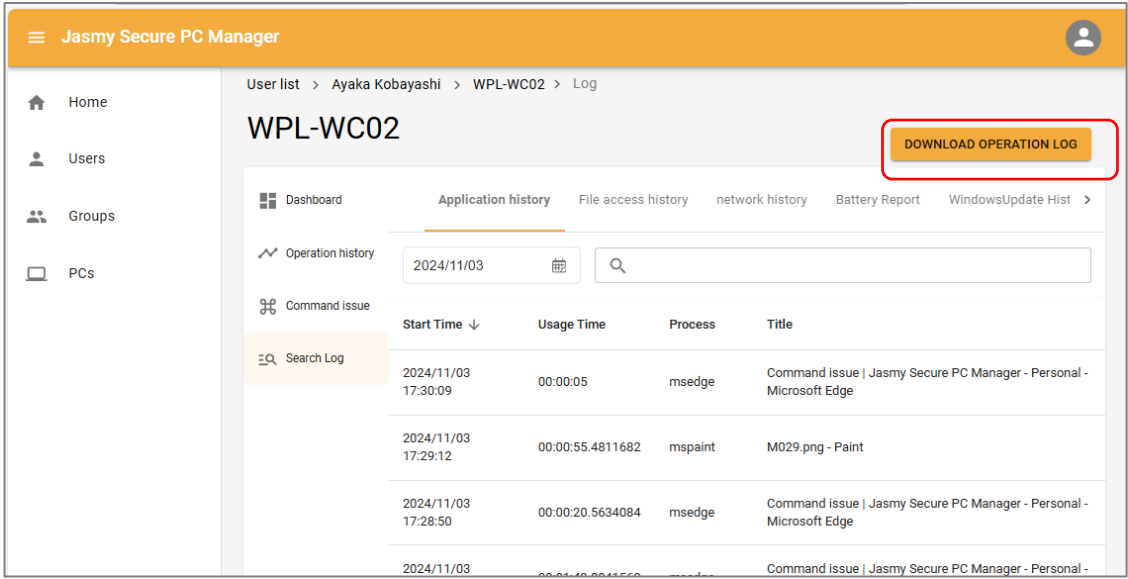 Jasmy Secure PC Manager
User list > Ayaka Kobayashi > WPL-WC02 > Log
Home
Users
Groups
PCs
WPL-WC02
DOWNLOAD OPERATION LOG
Dashboard
Operation history
Command issue
Search Log
Application history File access history network history Battery Report WindowsUpdate Hist
2024/11/03
Start Time Usage Time Process Title
2024/11/03
17:30:09
00:00:05
msedge
Command issue | Jasmy Secure PC Manager - Personal -
Microsoft Edge
2024/11/03
17:29:12
00:00:55.4811682
mspaint
M029.png - Paint
2024/11/03
17:28:50
00:00:20.5634084
msedge
Command issue | Jasmy Secure PC Manager - Personal -
Microsoft Edge
2024/11/03
Command issue | Jasmy Secure PC Manager - Personal -